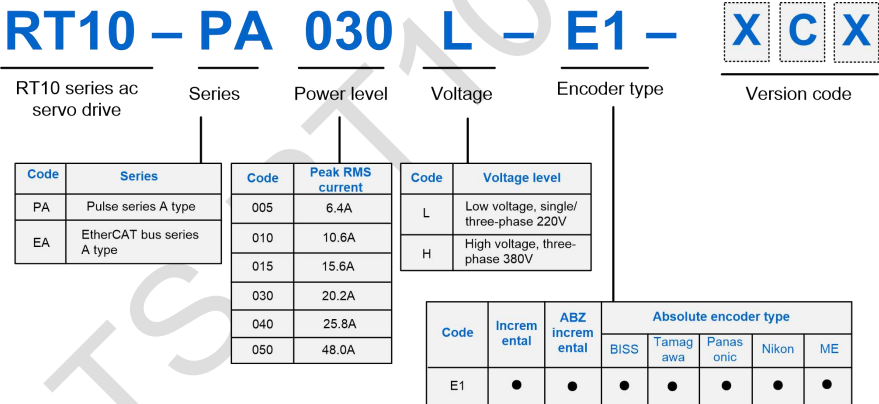 RT10 – PA 030 L – E1 – X C X
RT10 series ac
servo drive
Series
Power level
Voltage
Encoder type
Version code
Code Series
PA Pulse series A type
EA EtherCAT bus series
A type
Code Peak RMS
current
005 6.4A
010 10.6A
015 15.6A
030 20.2A
040 25.8A
050 48.0A
Code Voltage level
L Low voltage, single/
three-phase 220V
H High voltage, three-
phase 380V
Code Increm
ental ABZ
increm
ental Absolute encoder type
BISS Tamag
awa Panas
onic Nikon ME
E1 ● ● ● ● ● ● ●